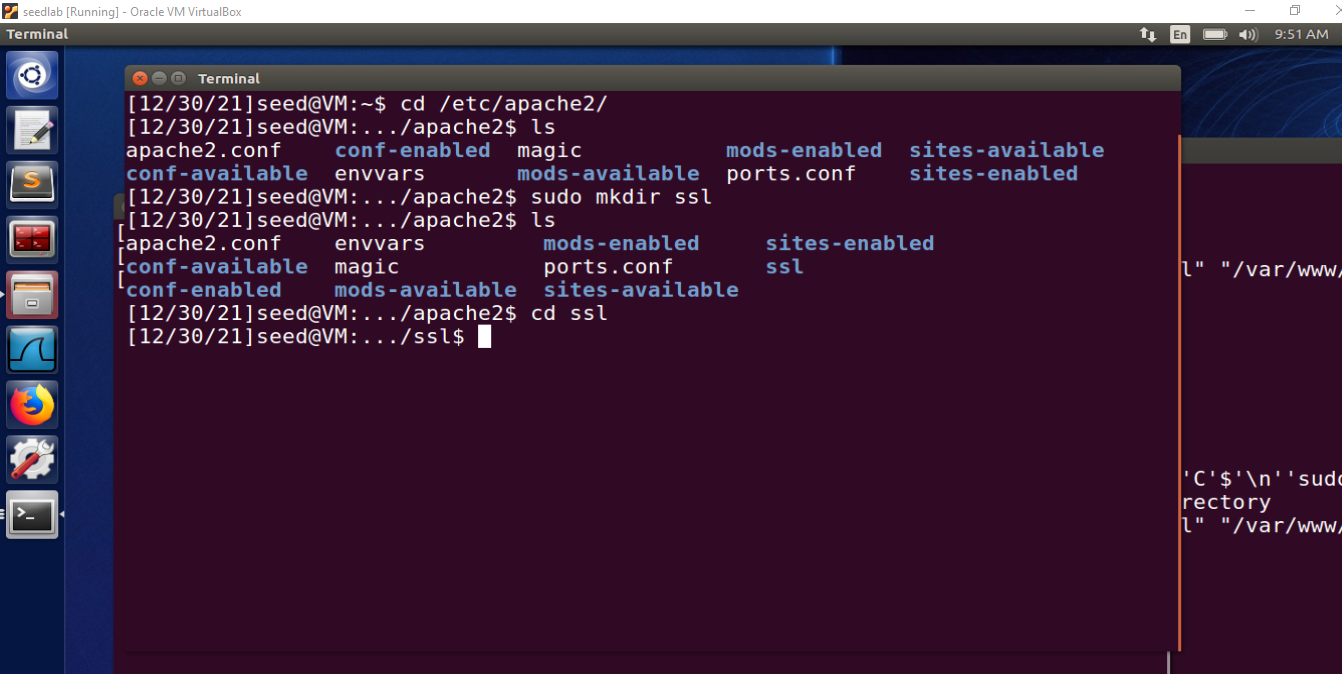 seedlab [Running] - Oracle VM VirtualBox
Terminal En 9:51 AM
Terminal
[12/30/21]seed@VM:~$ cd /etc/apache2/
[12/30/21]seed@VM:.../apache2$ ls
apache2.conf conf-enabled magic mods-enabled sites-available
conf-available envvars mods-available ports.conf sites-enabled
[12/30/21]seed@VM:.../apache2$ sudo mkdir ssl
[12/30/21]seed@VM:.../apache2$ ls
apache2.conf envvars mods-enabled sites-enabled
conf-available magic ports.conf ssl
conf-enabled mods-available sites-available
[12/30/21]seed@VM:.../apache2$ cd ssl
[12/30/21]seed@VM:.../ssl$
[
[
[
l" "/var/www/
'C'$'\n''sudo
rectory
l" "/var/www/